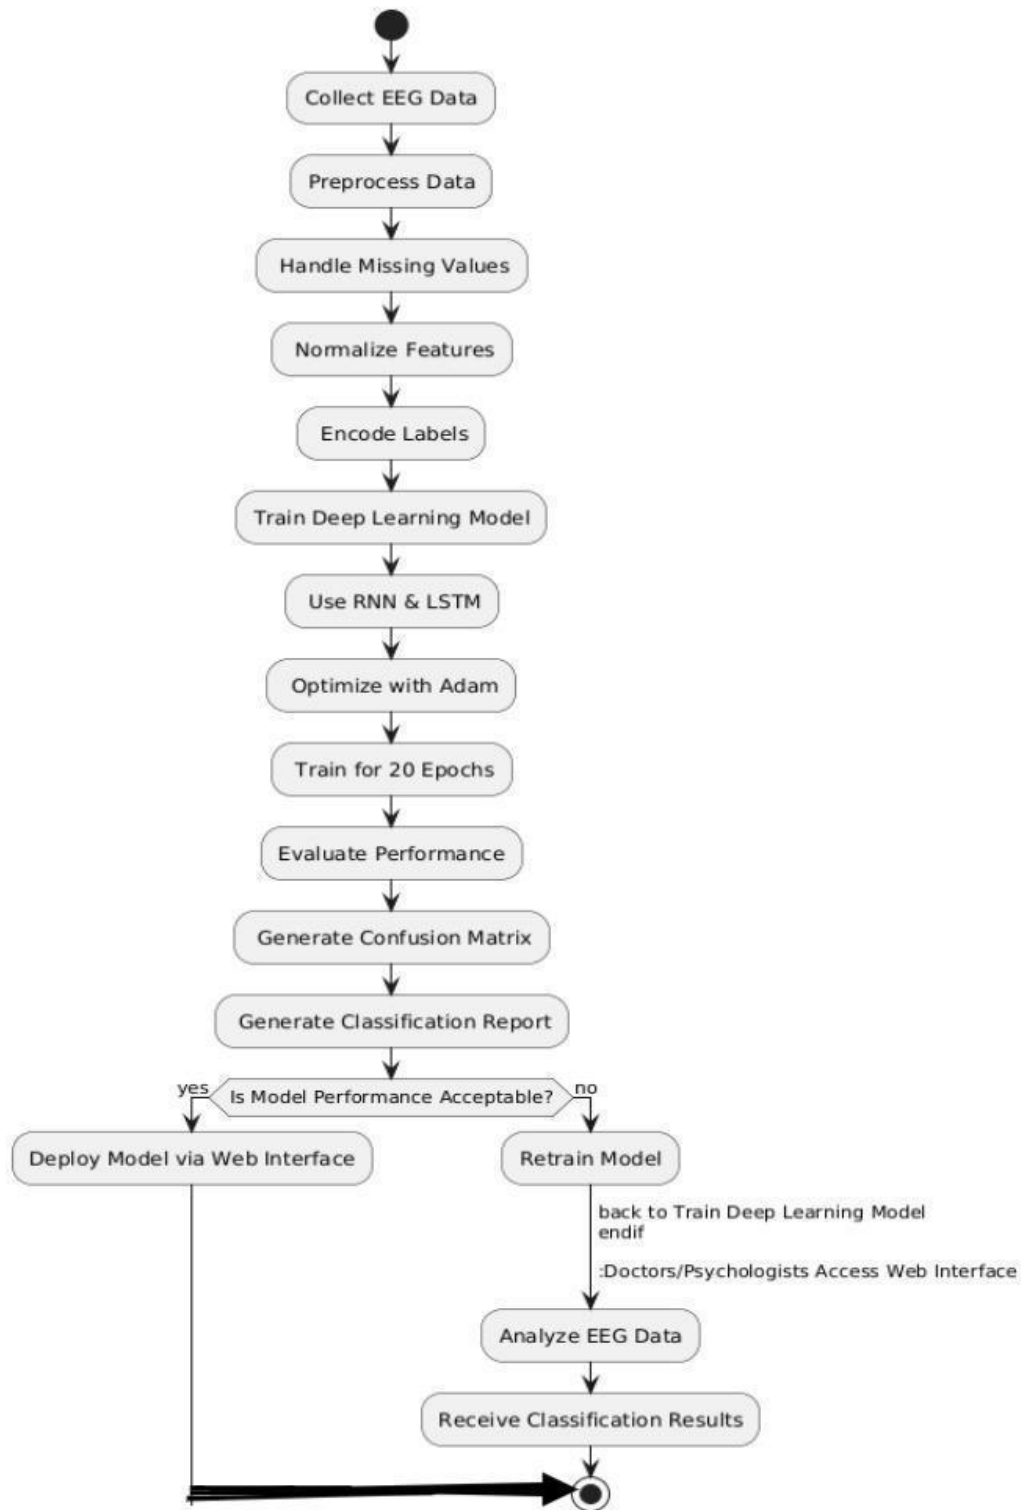 Collect EEG Data
Preprocess Data
Handle Missing Values
Normalize Features
Encode Labels
Train Deep Learning Model
Use RNN & LSTM
Optimize with Adam
Train for 20 Epochs
Evaluate Performance
Generate Confusion Matrix
Generate Classification Report
yes
Is Model Performance Acceptable?
no
Deploy Model via Web Interface
Retrain Model
back to Train Deep Learning Model
endif
:Doctors/Psychologists Access Web Interface
Analyze EEG Data
Receive Classification Results